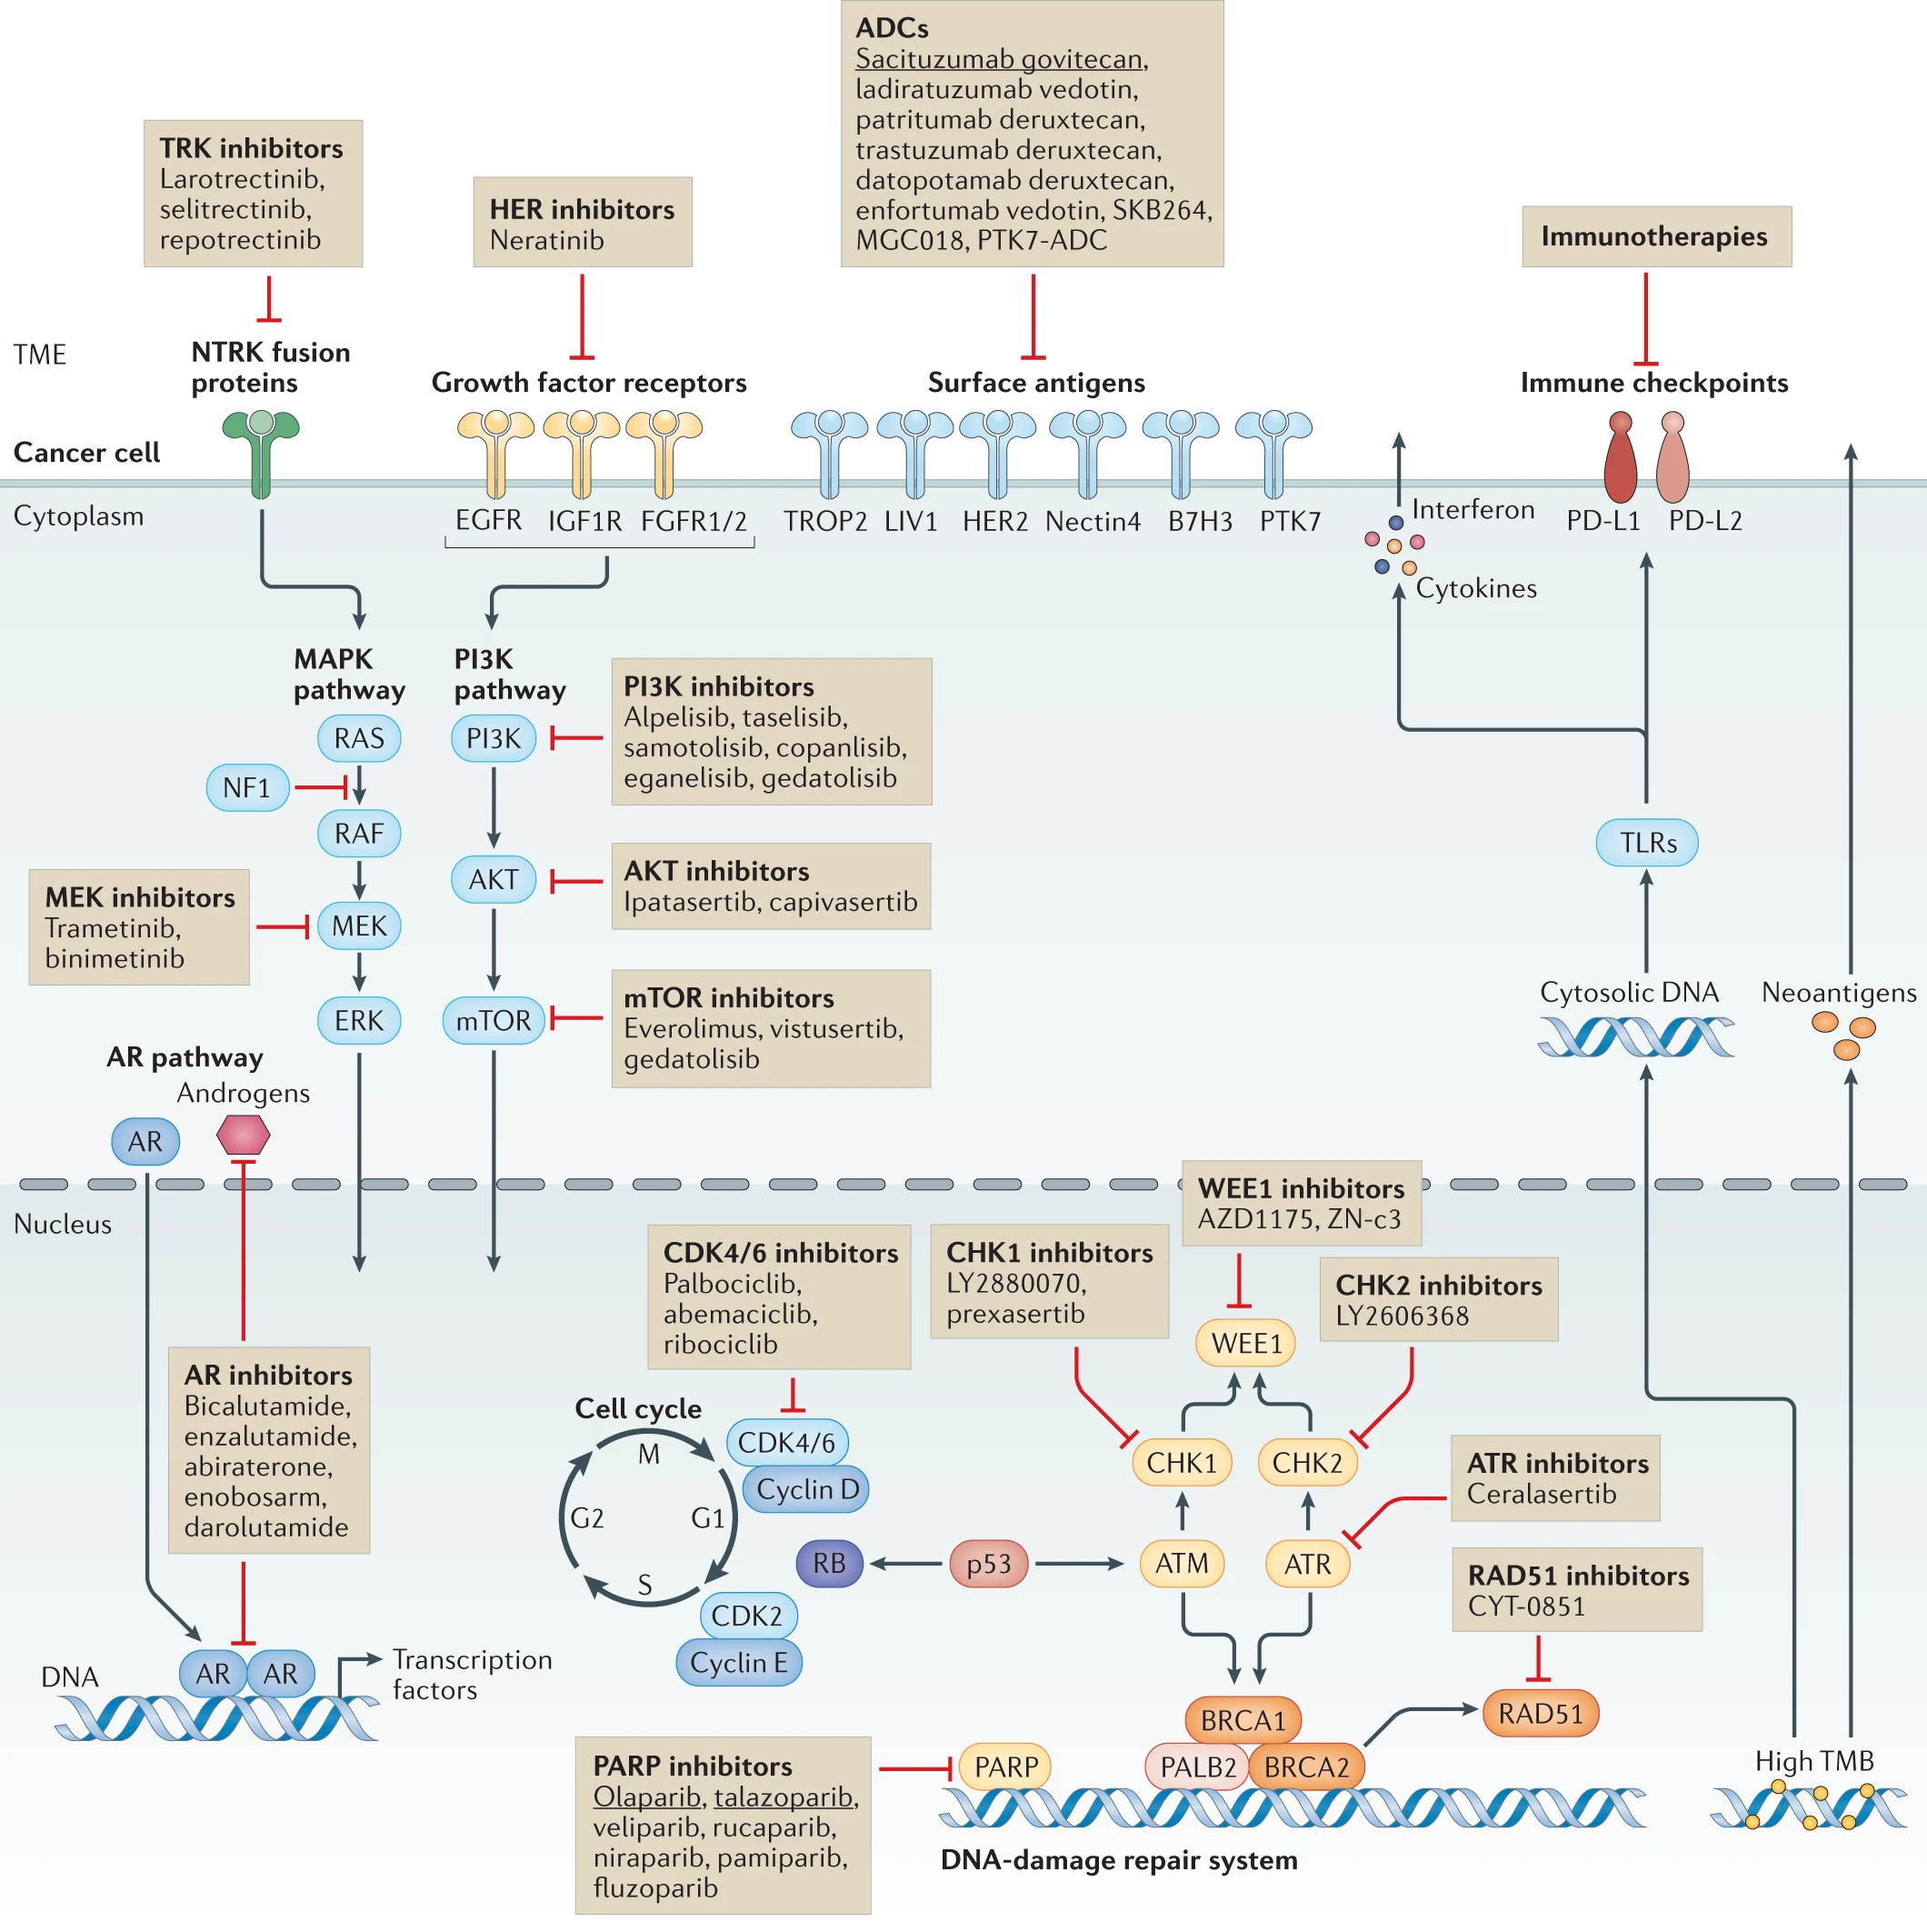 ADCs
Sacituzumab govitecan,
ladiratuzumab vedotin,
patritumab deruxtecan,
trastuzumab deruxtecan,
datopotamab deruxtecan,
enfortumab vedotin, SKB264,
MGC018, PTK7-ADC
TRK inhibitors
Larotrectinib,
selitrectinib,
repotrectinib
HER inhibitors
Neratinib
Immunotherapies
TME
NTRK fusion
proteins
Growth factor receptors
Surface antigens
Immune checkpoints
Cancer cell
Cytoplasm
EGFR
IGF1R
FGFR1/2
TROP2
LIV1
HER2
Nectin4
B7H3
PTK7
Interferon
Cytokines
PD-L1
PD-L2
MAPK
pathway
PI3K
pathway
RAS
NF1
RAF
MEK
ERK
MEK inhibitors
Trametinib,
binimetinib
PI3K
AKT
mTOR
PI3K inhibitors
Alpelisib, taselisib,
samotolisib, copanlisib,
eganelisib, gedatolisib
AKT inhibitors
Ipatasertib, capivasertib
mTOR inhibitors
Everolimus, vistusertib,
gedatolisib
TLRs
Cytosolic DNA
Neoantigens
AR pathway
Androgens
AR
Nucleus
AR inhibitors
Bicalutamide,
enzalutamide,
abiraterone,
enobosarm,
darolutamide
DNA
AR
AR
Transcription
factors
CDK4/6 inhibitors
Palbociclib,
abemaciclib,
ribociclib
Cell cycle
M
G1
S
G2
CDK4/6
Cyclin D
CDK2
Cyclin E
CHK1 inhibitors
LY2880070,
prexasertib
WEE1 inhibitors
AZD1175, ZN-c3
CHK2 inhibitors
LY2606368
WEE1
CHK1
CHK2
ATR inhibitors
Ceralasertib
RB
p53
ATM
ATR
RAD51 inhibitors
CYT-0851
RAD51
BRCA1
PALB2
BRCA2
PARP
PARP inhibitors
Olaparib, talazoparib,
veliparib, rucaparib,
niraparib, pamiparib,
fluzoparib
DNA-damage repair system
High TMB